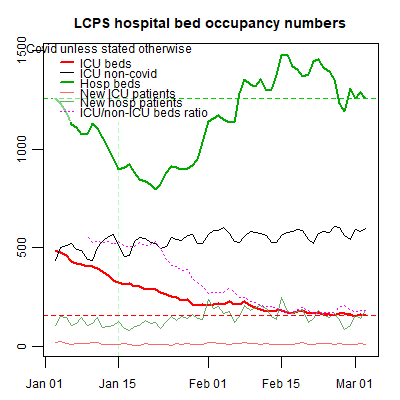 LCPS hospital bed occupancy numbers
Covid unless stated otherwise
ICU beds
ICU non-covid
Hosp beds
New ICU patients
New hosp patients
ICU/non-ICU beds ratio
1500
1000
500
0
Jan 01
Jan 15
Feb 01
Feb 15
Mar 01